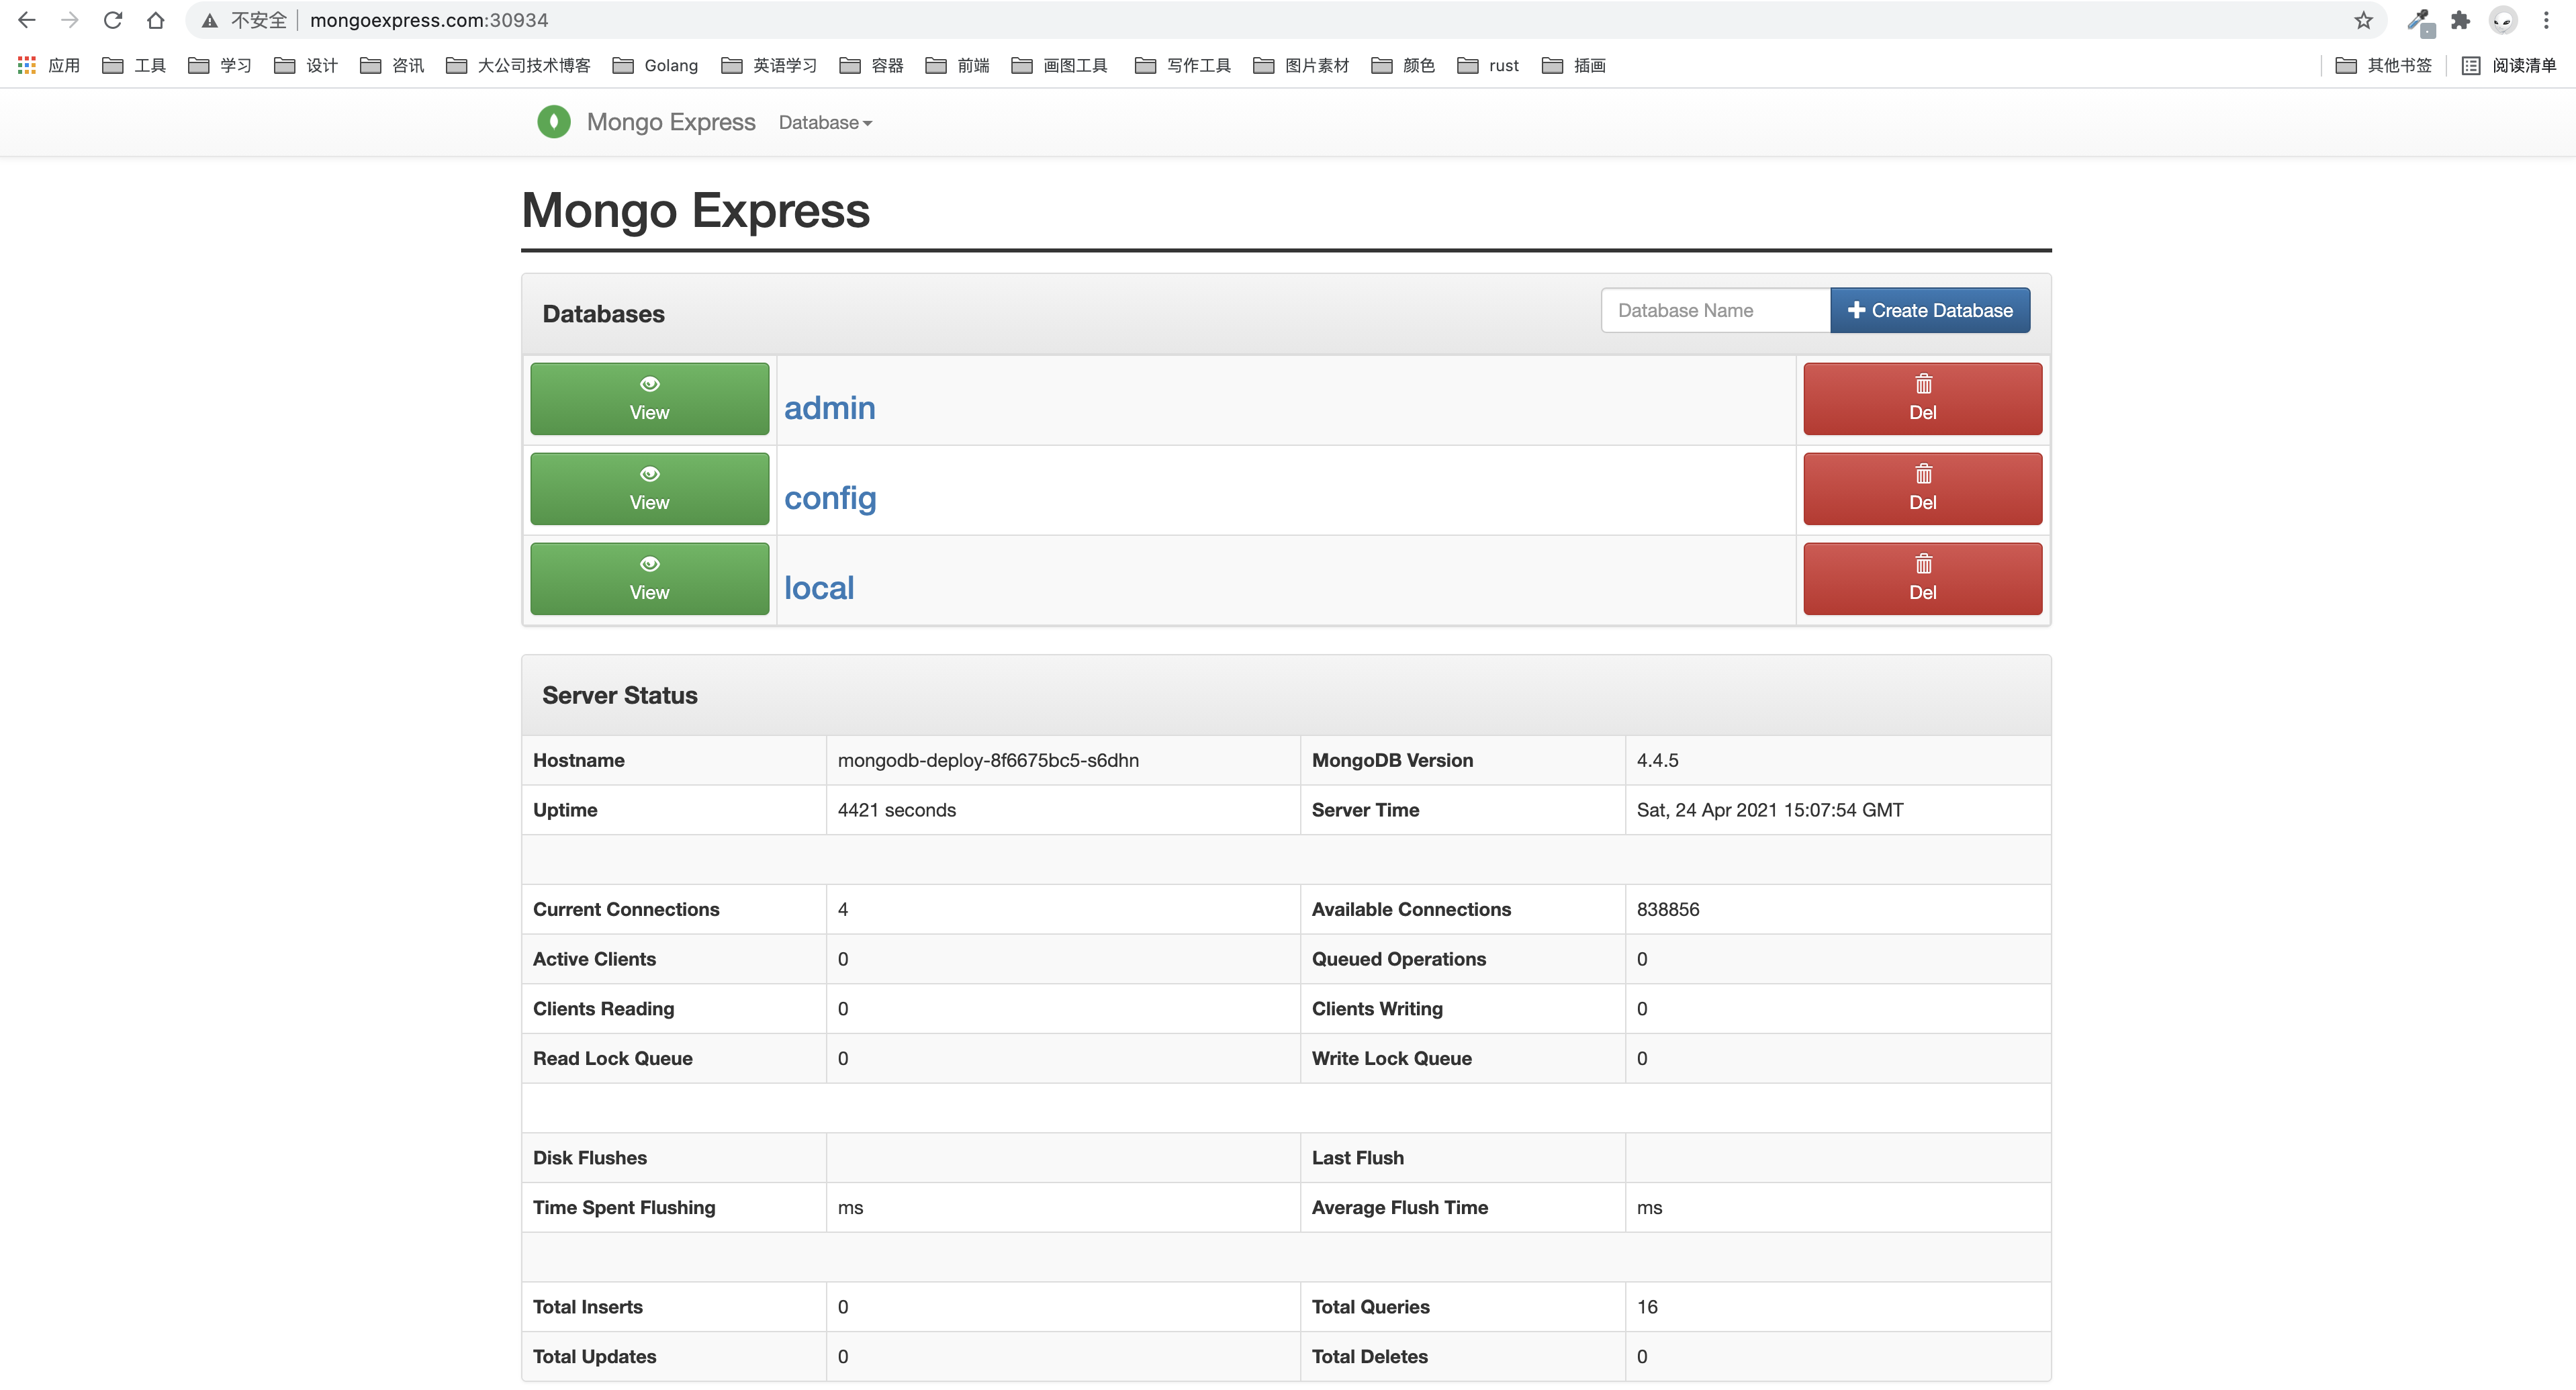 不安全 mongoexpress.com:30934
应用 工具 学习 设计 咨讯 大公司技术博客 Golang 英语学习 容器 前端 画图工具 写作工具 图片素材 颜色 rust 插画 其他书签 阅读清单
Mongo Express Database
Mongo Express
Databases Database Name Create Database
View admin Del
View config Del
View local Del
Server Status
Hostname mongodb-deploy-8f6675bc5-s6dhn MongoDB Version 4.4.5
Uptime 4421 seconds Server Time Sat, 24 Apr 2021 15:07:54 GMT
Current Connections 4 Available Connections 838856
Active Clients 0 Queued Operations 0
Clients Reading 0 Clients Writing 0
Read Lock Queue 0 Write Lock Queue 0
Disk Flushes Last Flush
Time Spent Flushing ms Average Flush Time ms
Total Inserts 0 Total Queries 16
Total Updates 0 Total Deletes 0